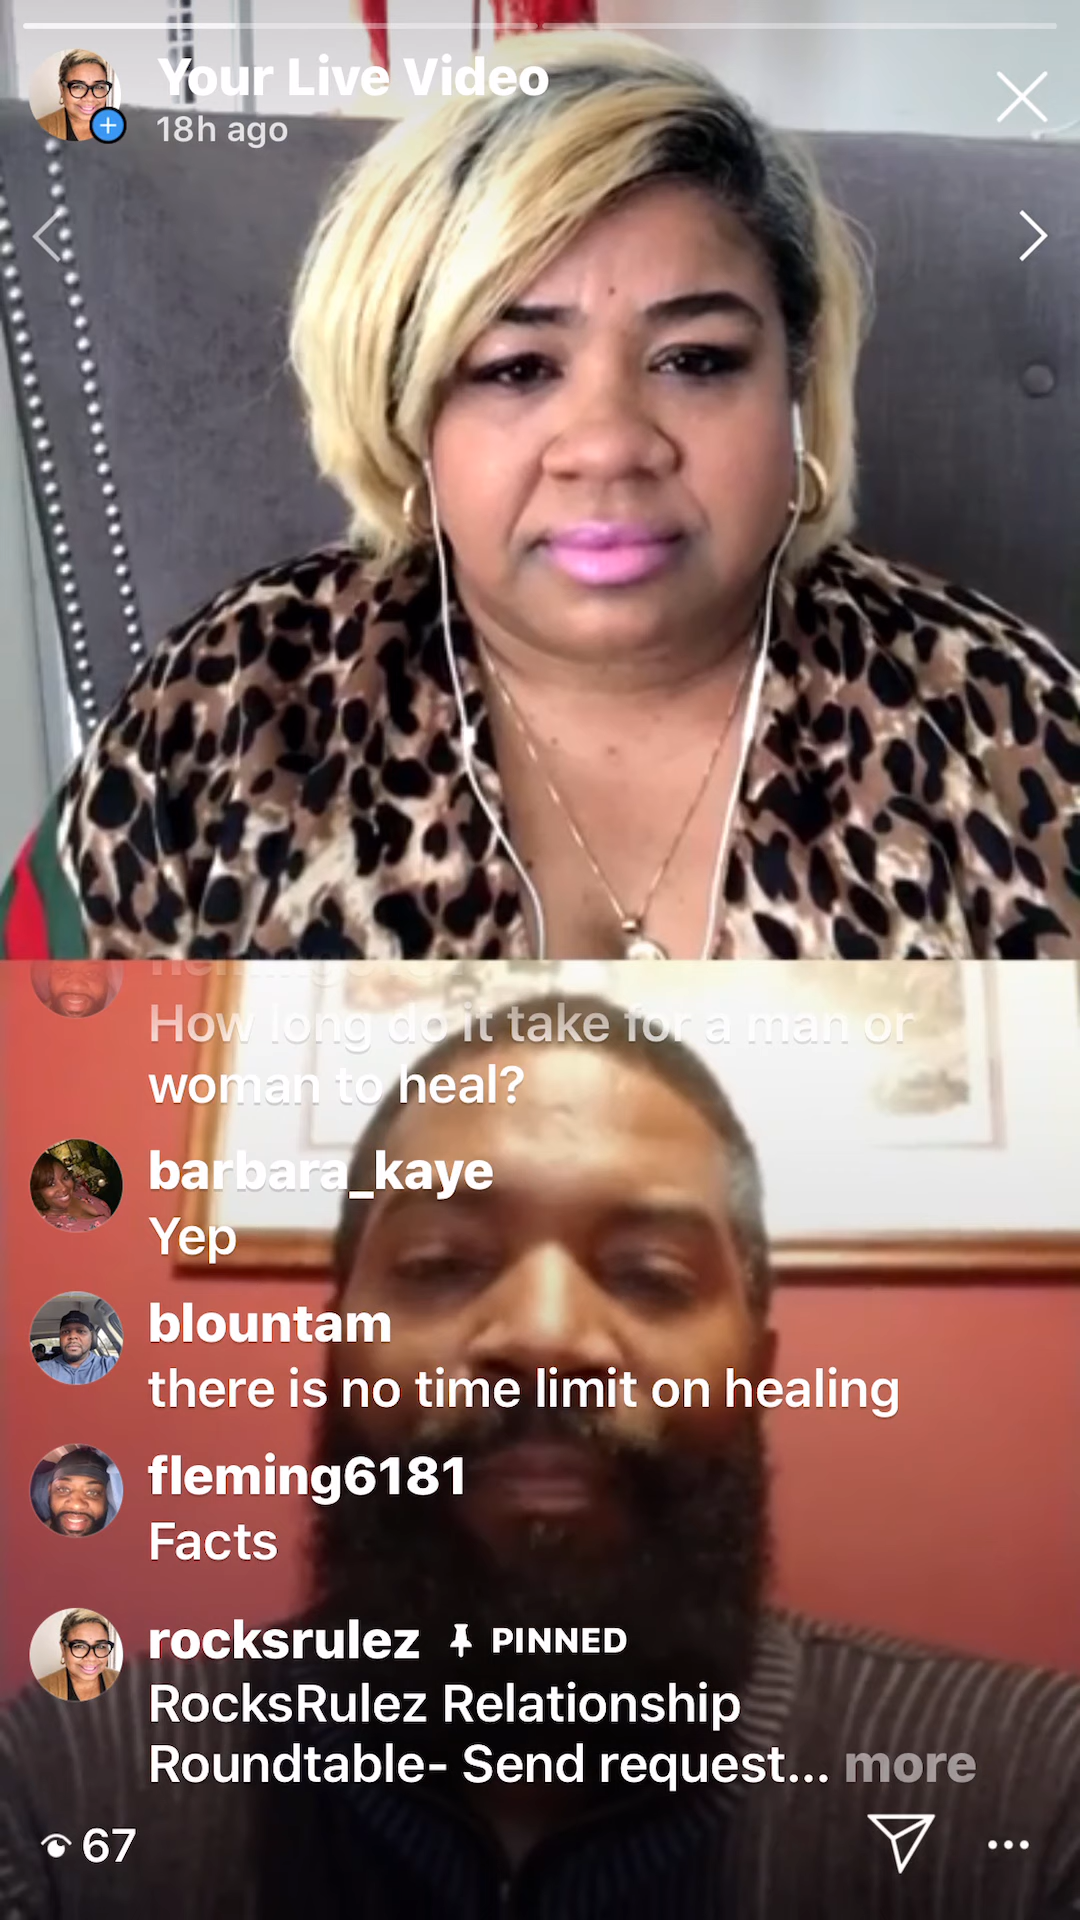 Your Live Video
18h ago
How long do it take for a man or
woman to heal?
barbara_kaye
Yep
blountam
there is no time limit on healing
fleming6181
Facts
rocksrulez PINNED
RocksRulez Relationship
Roundtable- Send request... more
67